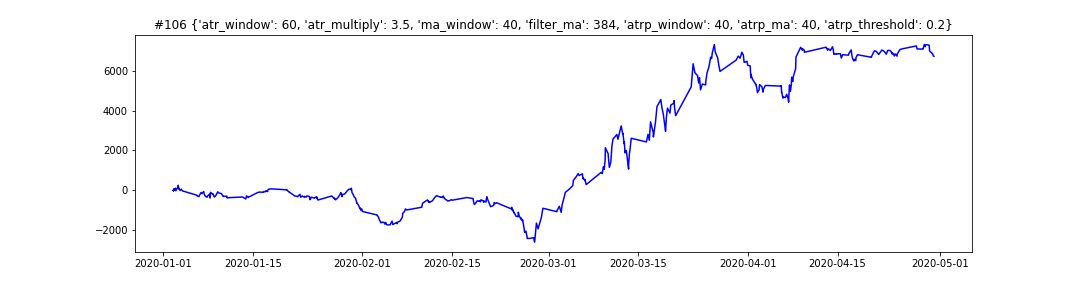 #106 {'atr_window': 60, 'atr_multiply': 3.5, 'ma_window': 40, 'filter_ma': 384, 'atrp_window': 40, 'atrp_ma': 40, 'atrp_threshold': 0.2}
6000
4000
2000
0
−2000
2020-01-01 2020-01-15 2020-02-01 2020-02-15 2020-03-01 2020-03-15 2020-04-01 2020-04-15 2020-05-01